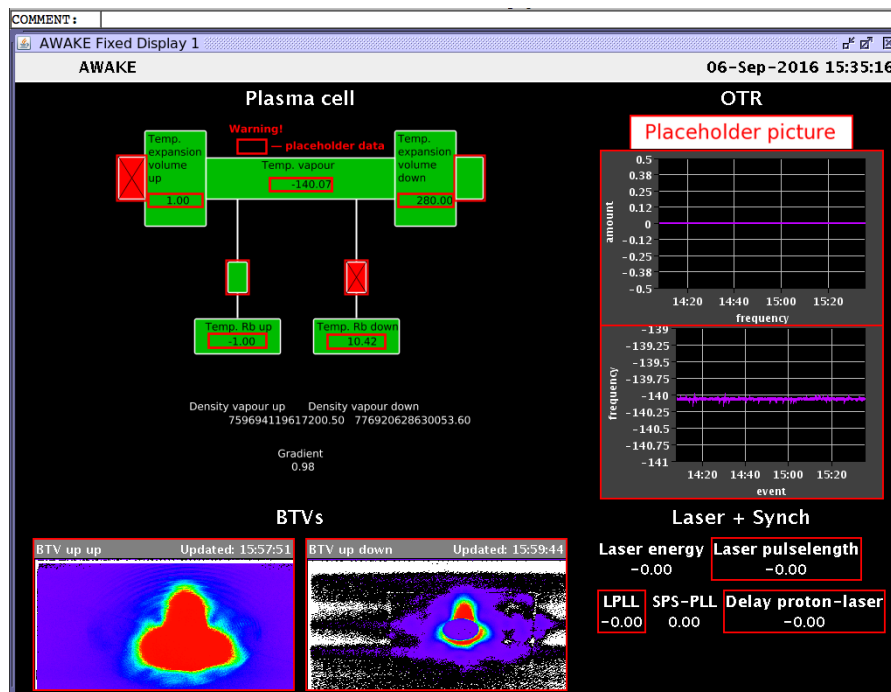 COMMENT:
AWAKE Fixed Display 1
AWAKE
06-Sep-2016 15:35:16
Plasma cell
Warning!
— placeholder data
Temp.
expansion
volume
up
1.00
Temp. vapour
-140.07
Temp.
expansion
volume
down
280.00
Temp. Rb up
-1.00
Temp. Rb down
10.42
Density vapour up
759694119617200.50
Density vapour down
776920628630053.60
Gradient
0.98
OTR
Placeholder picture
amount
0.5
0.38
0.25
0.12
0
-0.12
-0.25
-0.38
-0.5
14:20 14:40 15:00 15:20
frequency
frequency
-139
-139.25
-139.5
-139.75
-140
-140.25
-140.5
-140.75
-141
14:20 14:40 15:00 15:20
event
BTVs
BTV up up Updated: 15:57:51
BTV up down Updated: 15:59:44
Laser + Synch
Laser energy
-0.00
Laser pulselength
-0.00
LPLL
-0.00
SPS-PLL
0.00
Delay proton-laser
-0.00